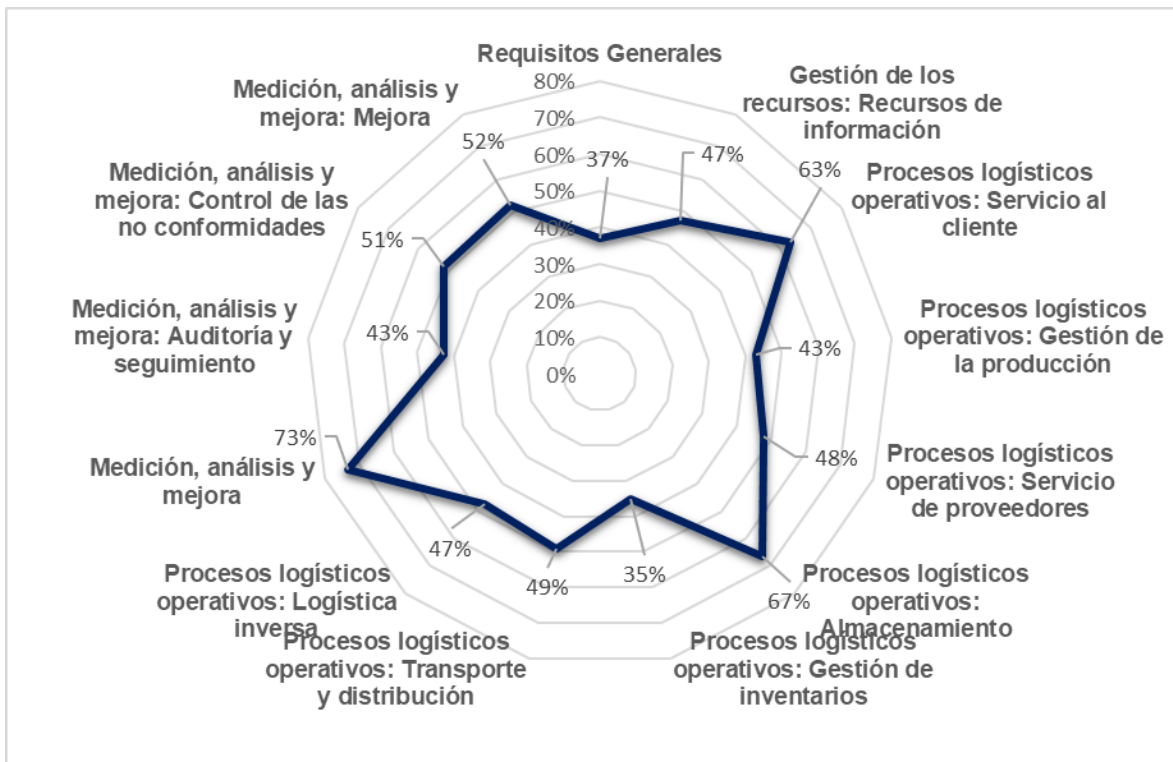 Requisitos Generales
80%
70%
60%
50%
40%
30%
20%
10%
0%
37%
Gestión de los
recursos: Recursos de
información
47%
Procesos logísticos
operativos: Servicio al
cliente
63%
Procesos logísticos
operativos: Gestión de
la producción
43%
Procesos logísticos
operativos: Servicio
de proveedores
48%
Procesos logísticos
operativos:
Almacenamiento
67%
Procesos logísticos
operativos: Gestión de
inventarios
35%
Procesos logísticos
operativos: Transporte
y distribución
49%
Procesos logísticos
operativos: Logística
inversa
47%
Medición, análisis y
mejora
73%
Medición, análisis y
mejora: Auditoría y
seguimiento
43%
Medición, análisis y
mejora: Control de las
no conformidades
51%
Medición, análisis y
mejora: Mejora
52%